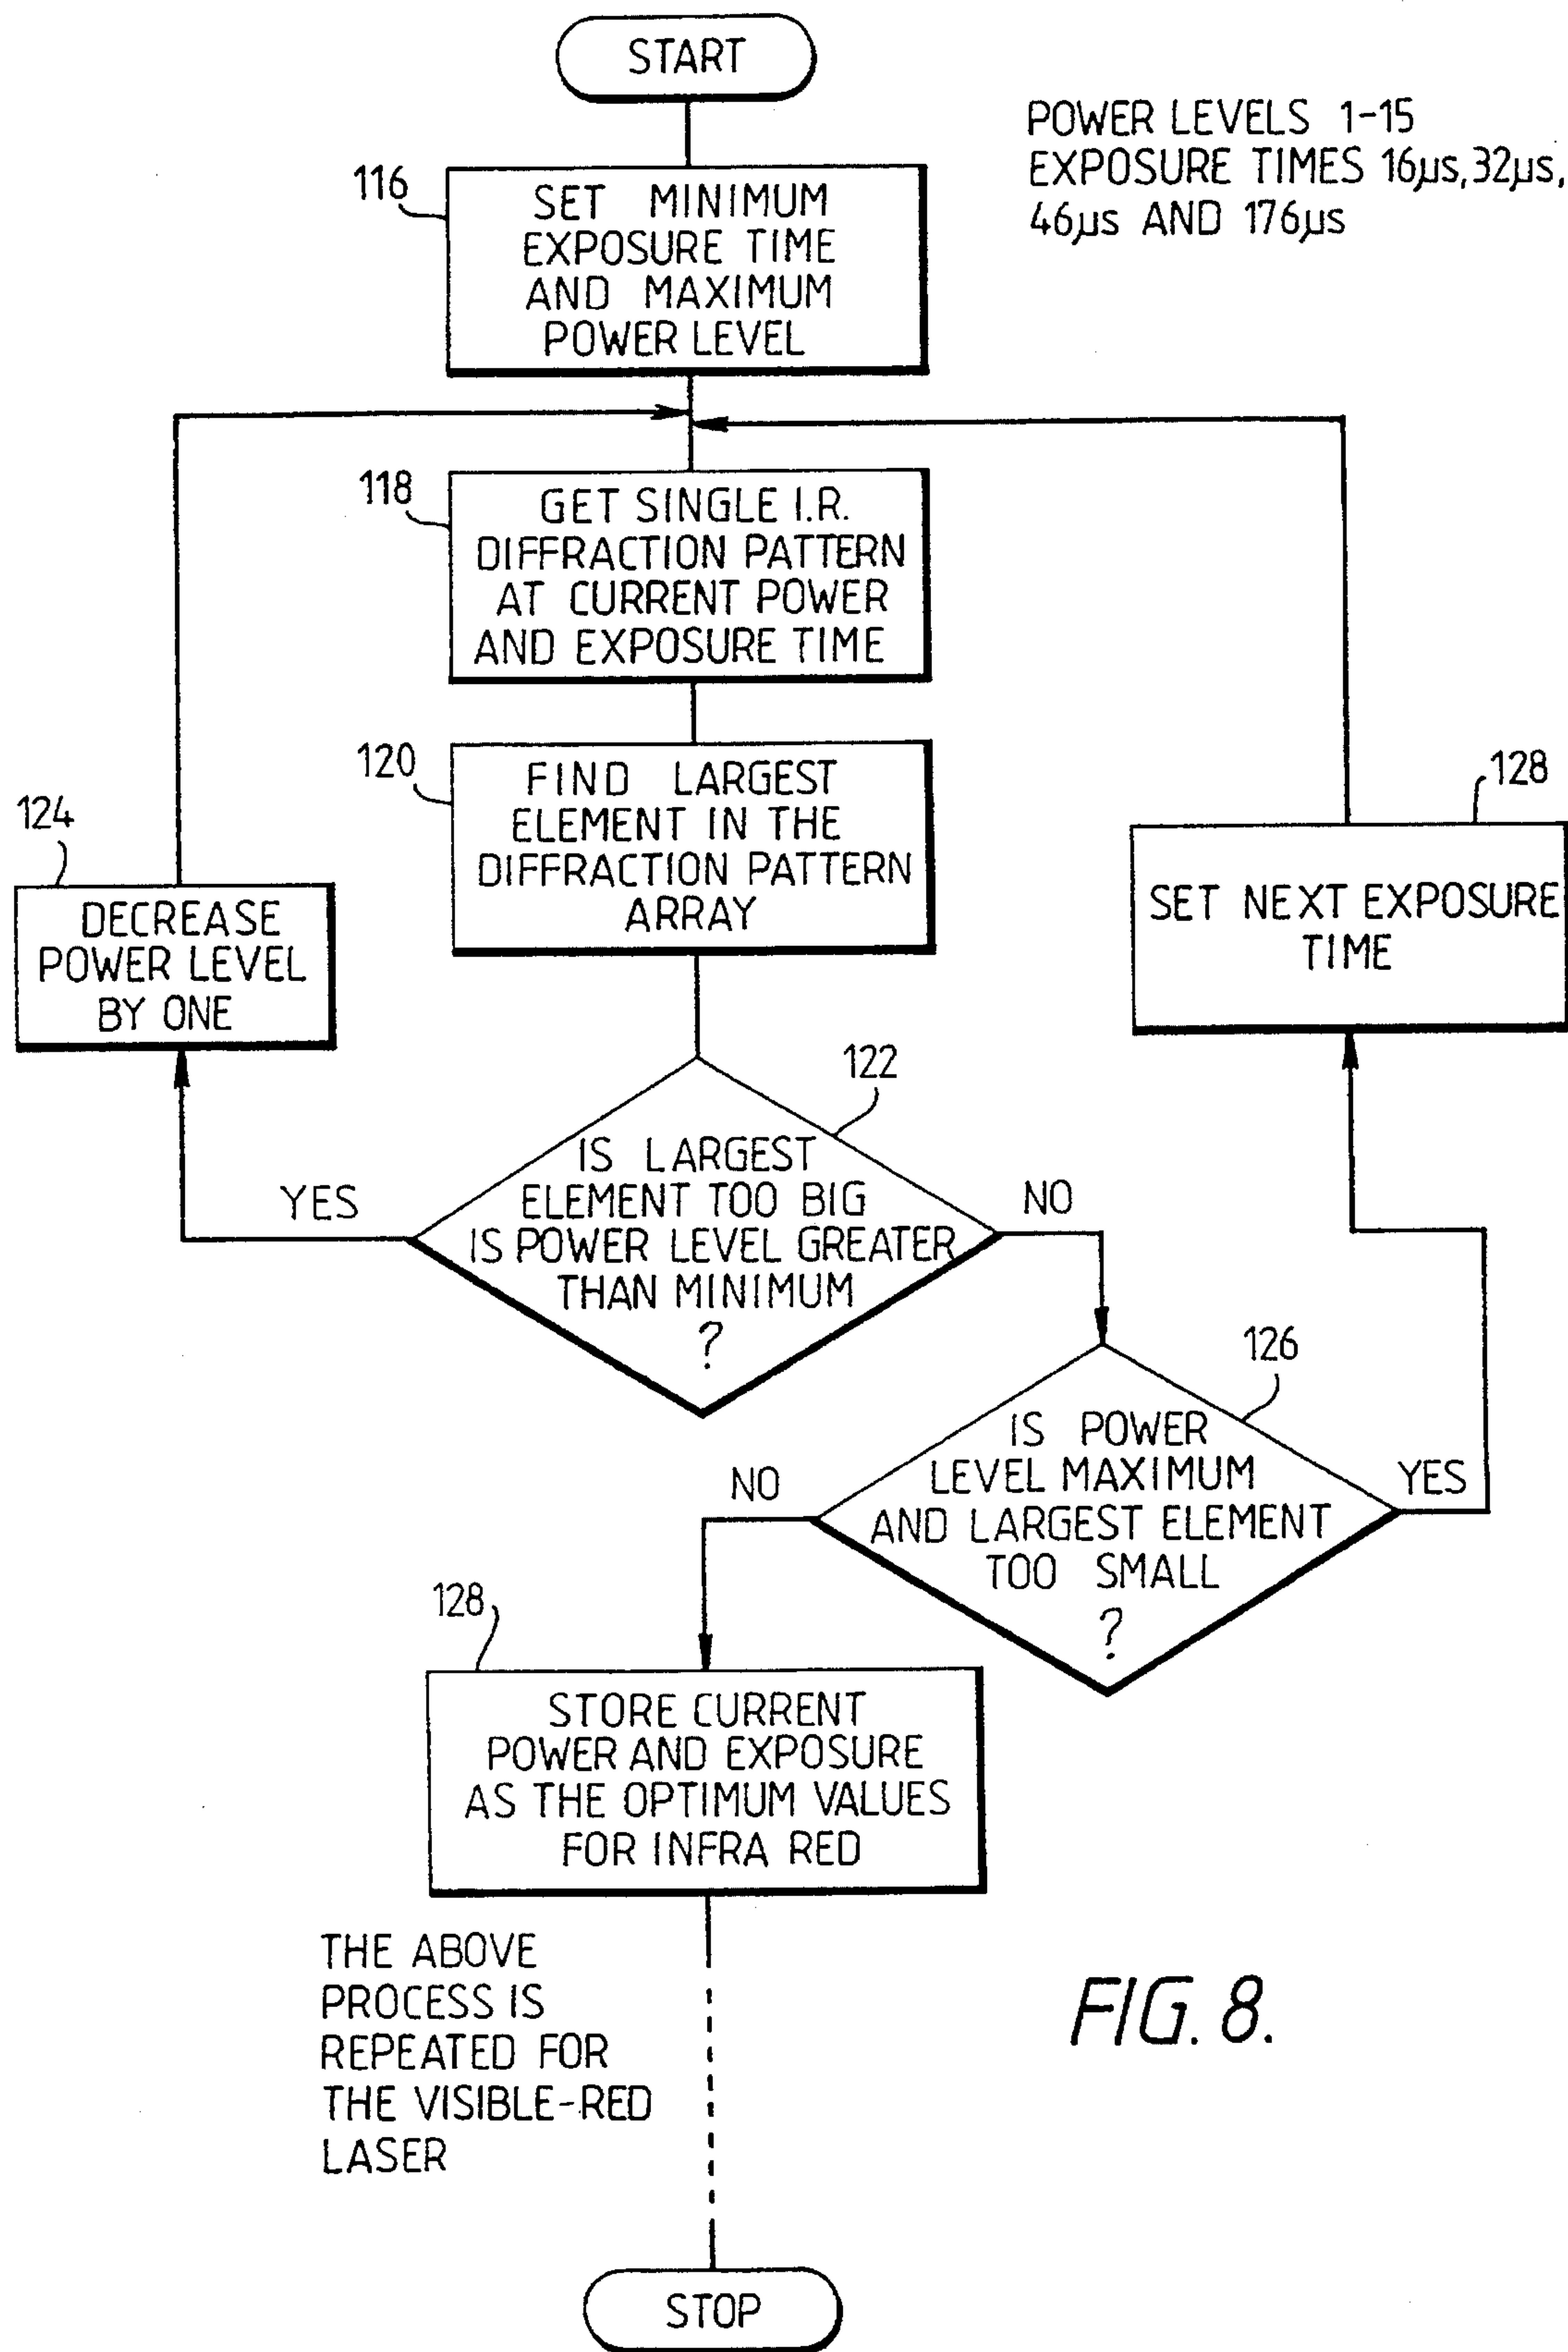 START
POWER LEVELS 1-15
EXPOSURE TIMES 16µs, 32µs,
46µs AND 176µs
116
SET MINIMUM
EXPOSURE TIME
AND MAXIMUM
POWER LEVEL
118
GET SINGLE I.R.
DIFFRACTION PATTERN
AT CURRENT POWER
AND EXPOSURE TIME
120
FIND LARGEST
ELEMENT IN THE
DIFFRACTION PATTERN
ARRAY
124
DECREASE
POWER LEVEL
BY ONE
128
SET NEXT EXPOSURE
TIME
122
IS LARGEST
ELEMENT TOO BIG
IS POWER LEVEL GREATER
THAN MINIMUM
?
YES
NO
126
IS POWER
LEVEL MAXIMUM
AND LARGEST ELEMENT
TOO SMALL
?
NO
YES
128
STORE CURRENT
POWER AND EXPOSURE
AS THE OPTIMUM VALUES
FOR INFRA RED
THE ABOVE
PROCESS IS
REPEATED FOR
THE VISIBLE-RED
LASER
FIG. 8.
STOP